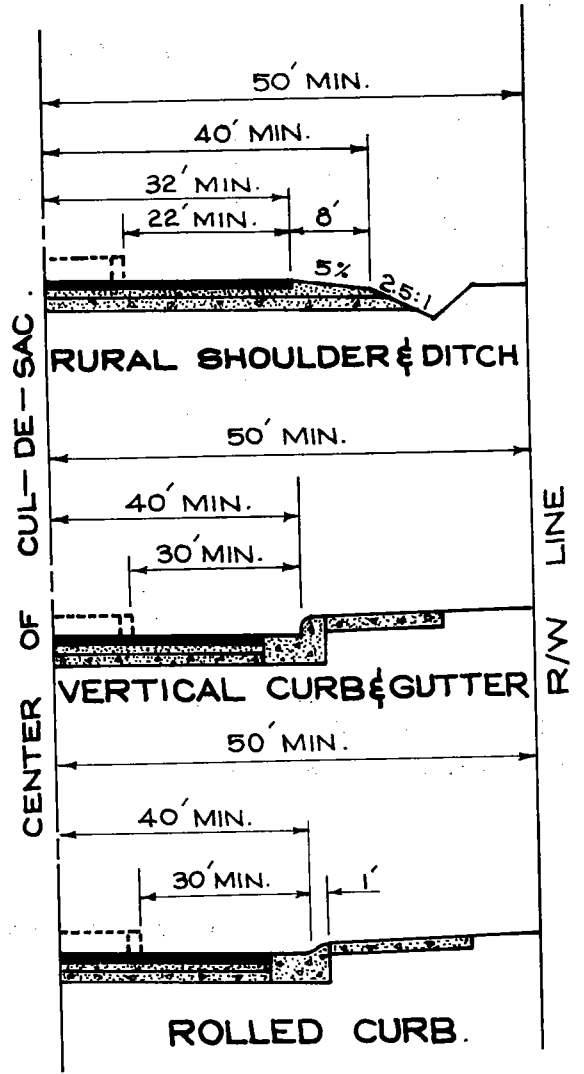 50' MIN.
40' MIN.
32' MIN.
22' MIN.
8'
5%
2.5:1
RURAL SHOULDER & DITCH
50' MIN.
40' MIN.
30' MIN.
VERTICAL CURB & GUTTER
50' MIN.
40' MIN.
30' MIN.
1'
ROLLED CURB.
CENTER OF CUL-DE-SAC.
R/W LINE